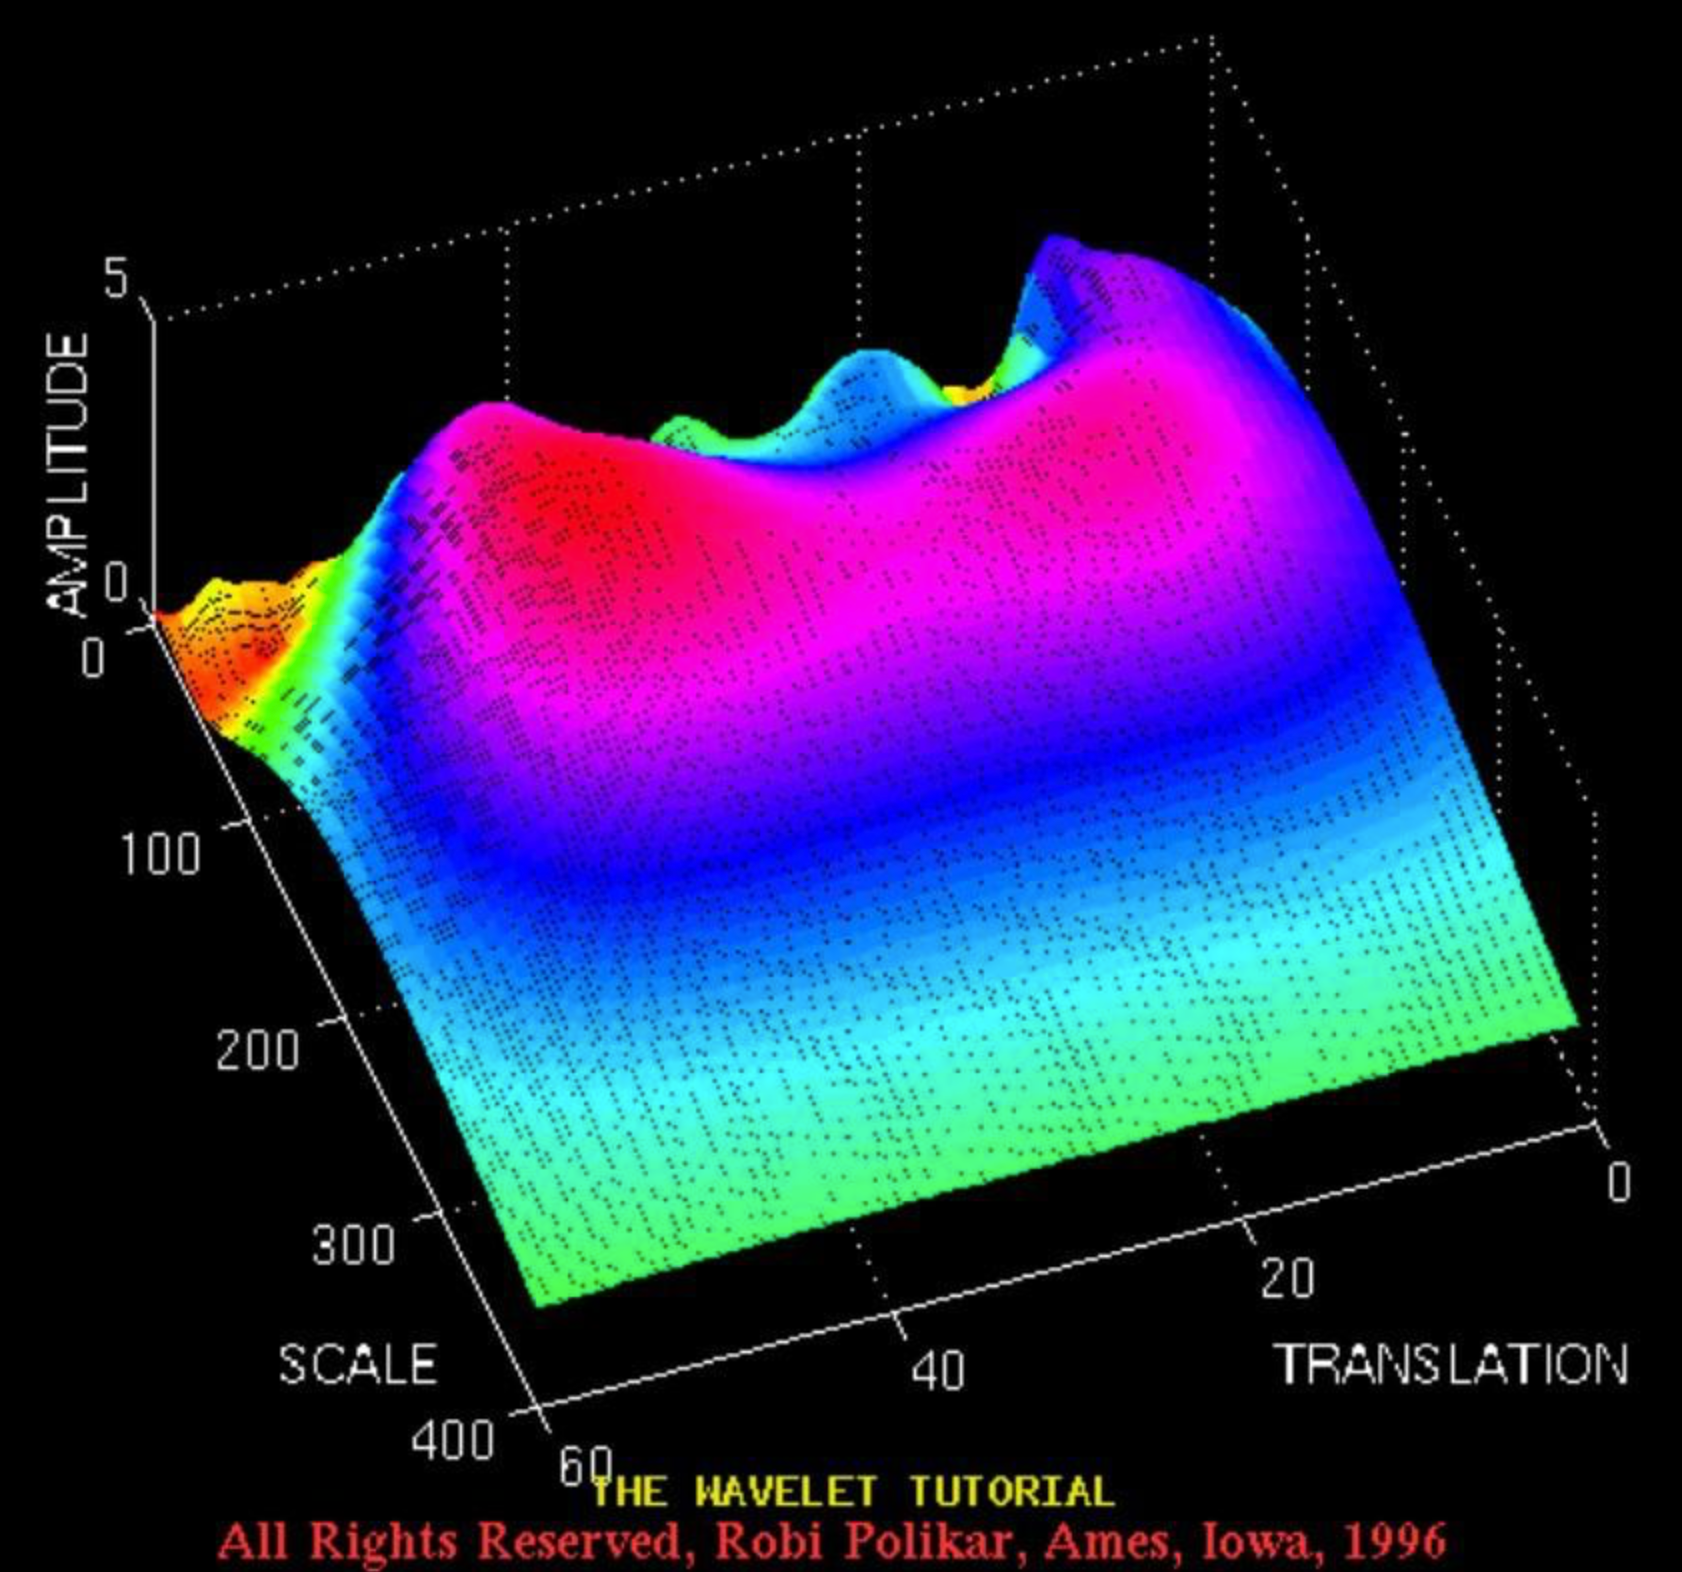 5
AMPLITUDE
0
0
100
200
300
400
SCALE
60
40
20
0
TRANSLATION
THE WAVELET TUTORIAL
All Rights Reserved, Robi Polikar, Ames, Iowa, 1996